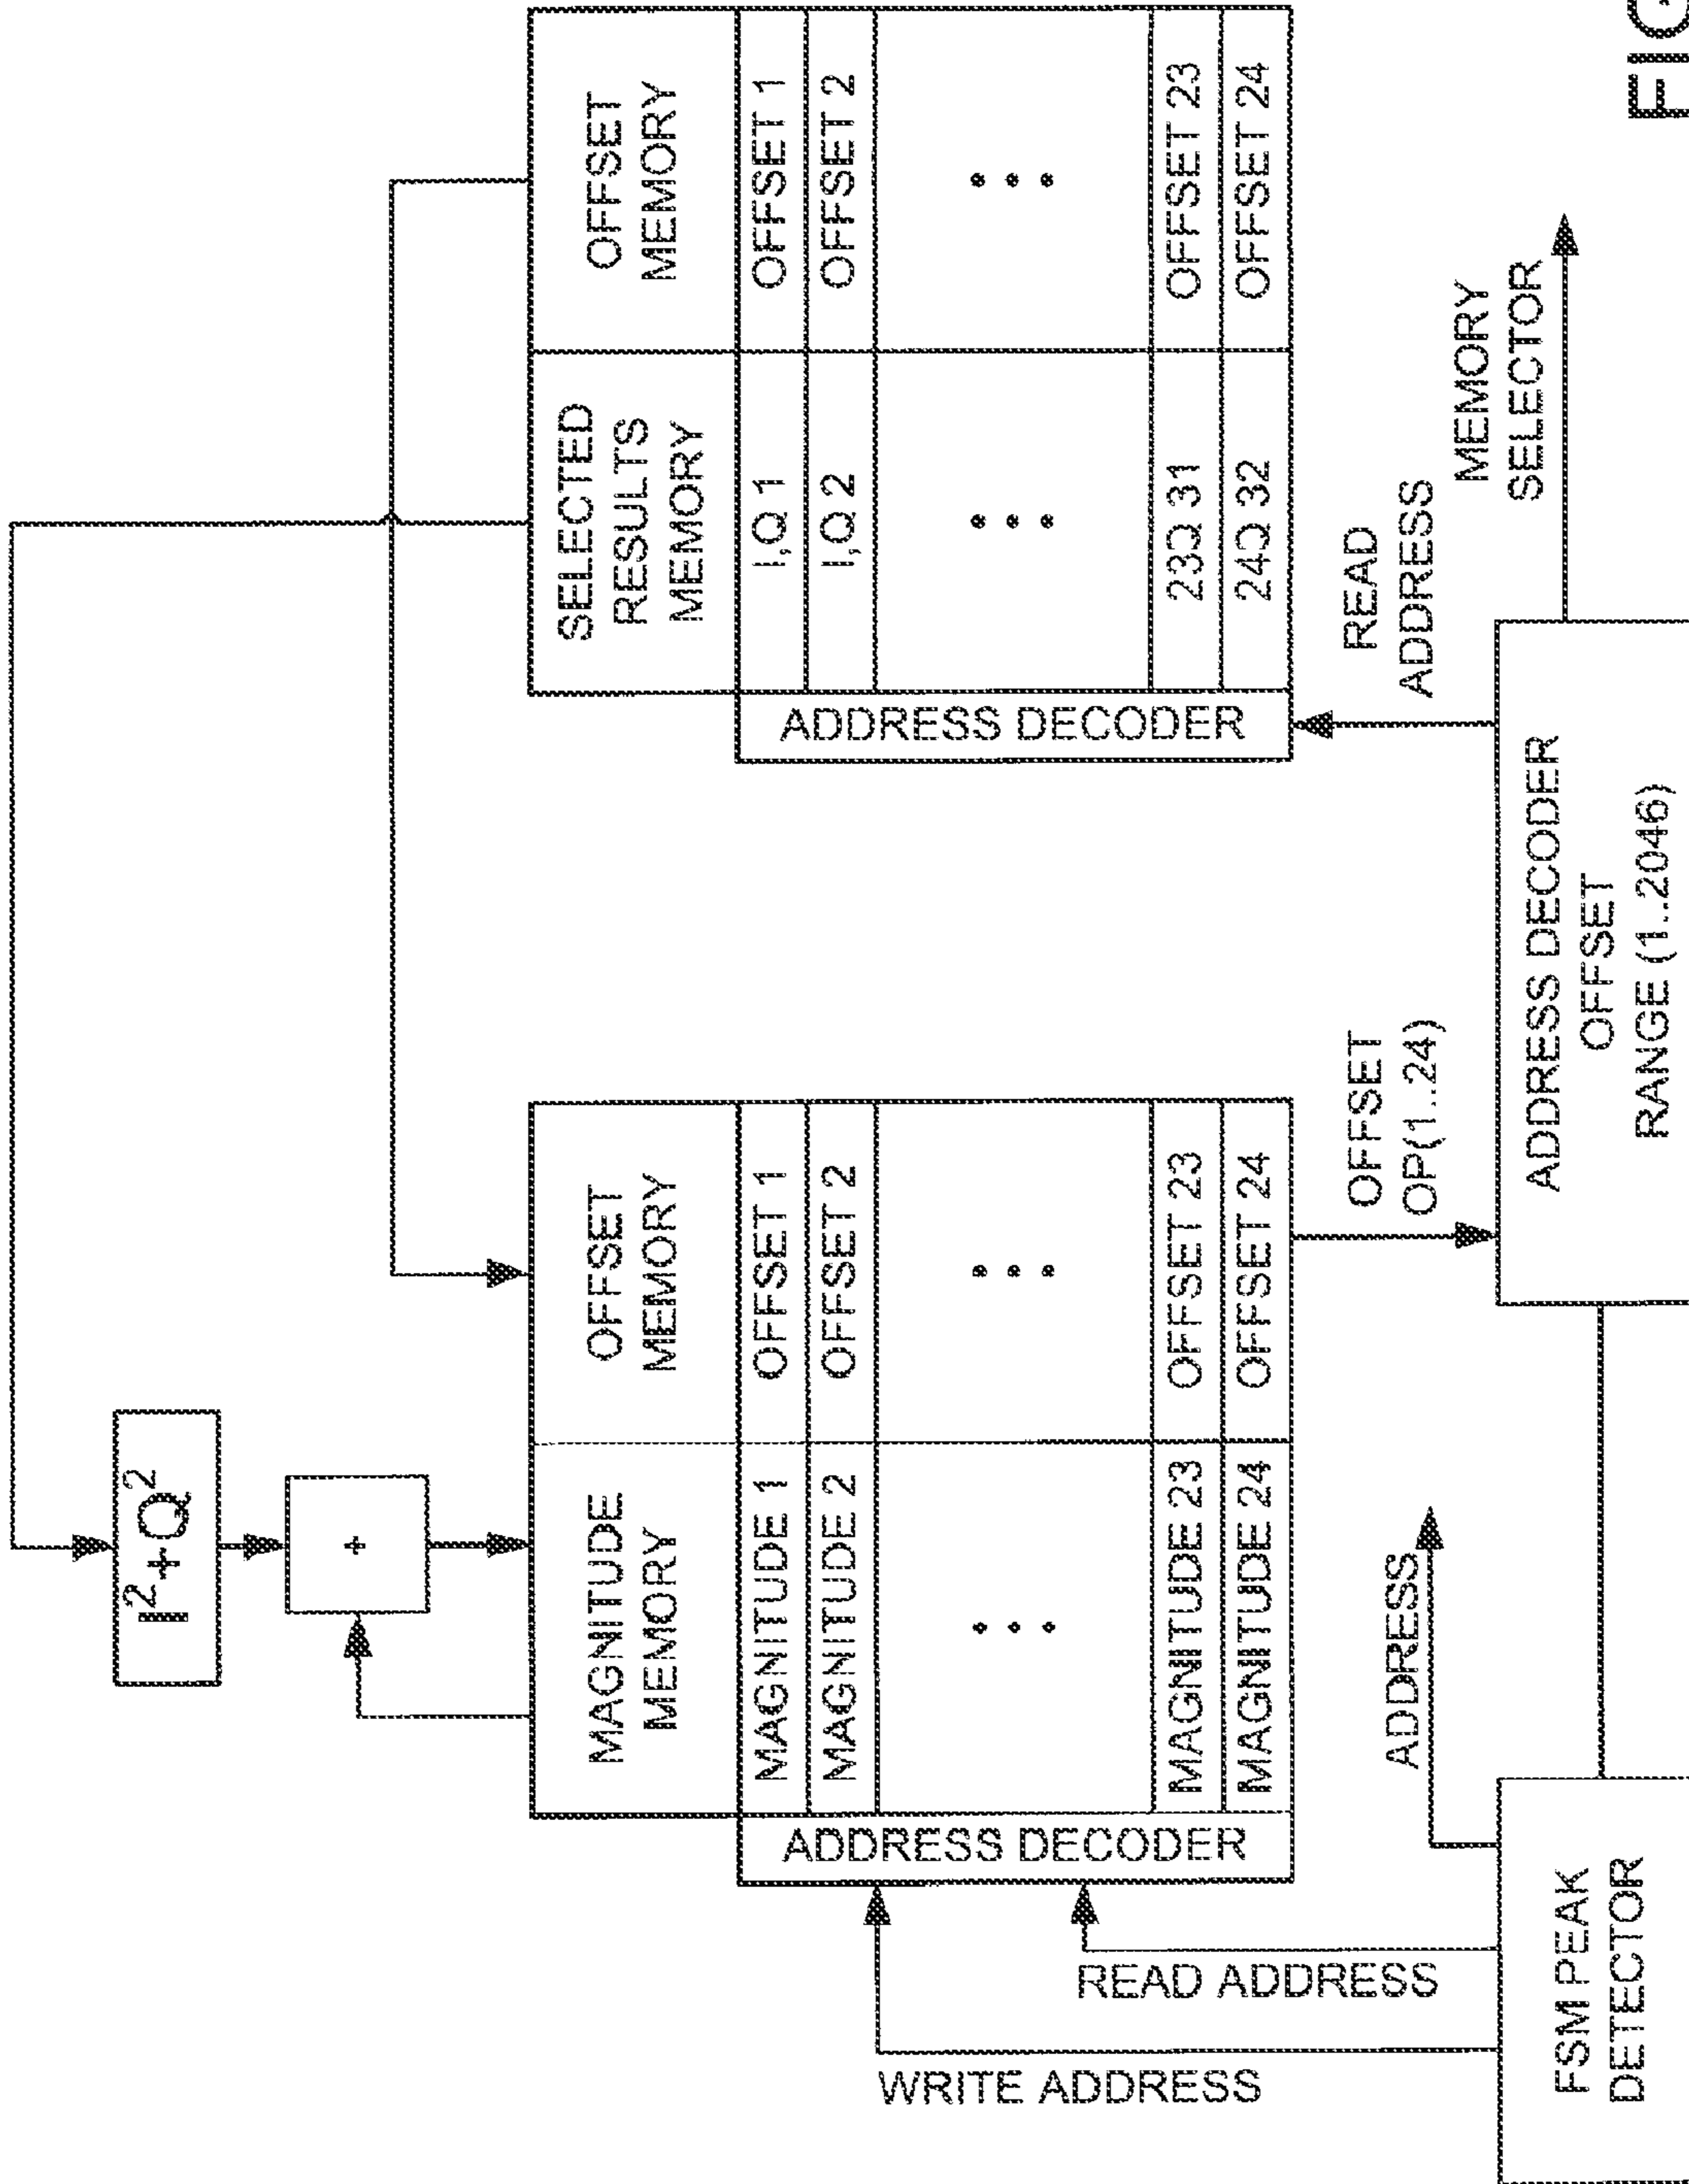 I²+Q²
+
MAGNITUDE
MEMORY
OFFSET
MEMORY
MAGNITUDE 1
OFFSET 1
MAGNITUDE 2
OFFSET 2
• • •
• • •
MAGNITUDE 23
OFFSET 23
MAGNITUDE 24
OFFSET 24
ADDRESS DECODER
SELECTED
RESULTS
MEMORY
OFFSET
MEMORY
I,Q 1
OFFSET 1
I,Q 2
OFFSET 2
• • •
• • •
23Q 31
OFFSET 23
24Q 32
OFFSET 24
ADDRESS DECODER
WRITE ADDRESS
READ ADDRESS
ADDRESS
OFFSET
OP(1..24)
READ
ADDRESS
MEMORY
SELECTOR
FSM PEAK
DETECTOR
ADDRESS DECODER
OFFSET
RANGE (1..2046)